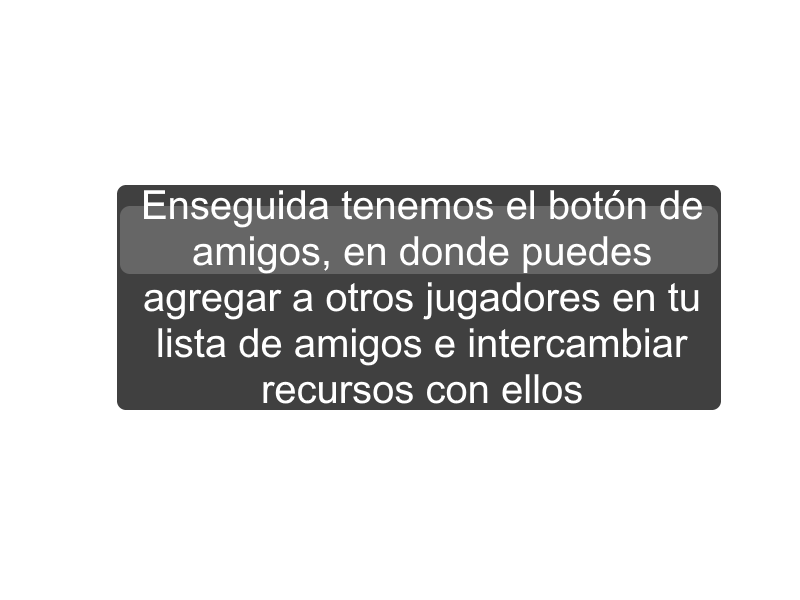 Enseguida tenemos el botón de
amigos, en donde puedes
agregar a otros jugadores en tu
lista de amigos e intercambiar
recursos con ellos